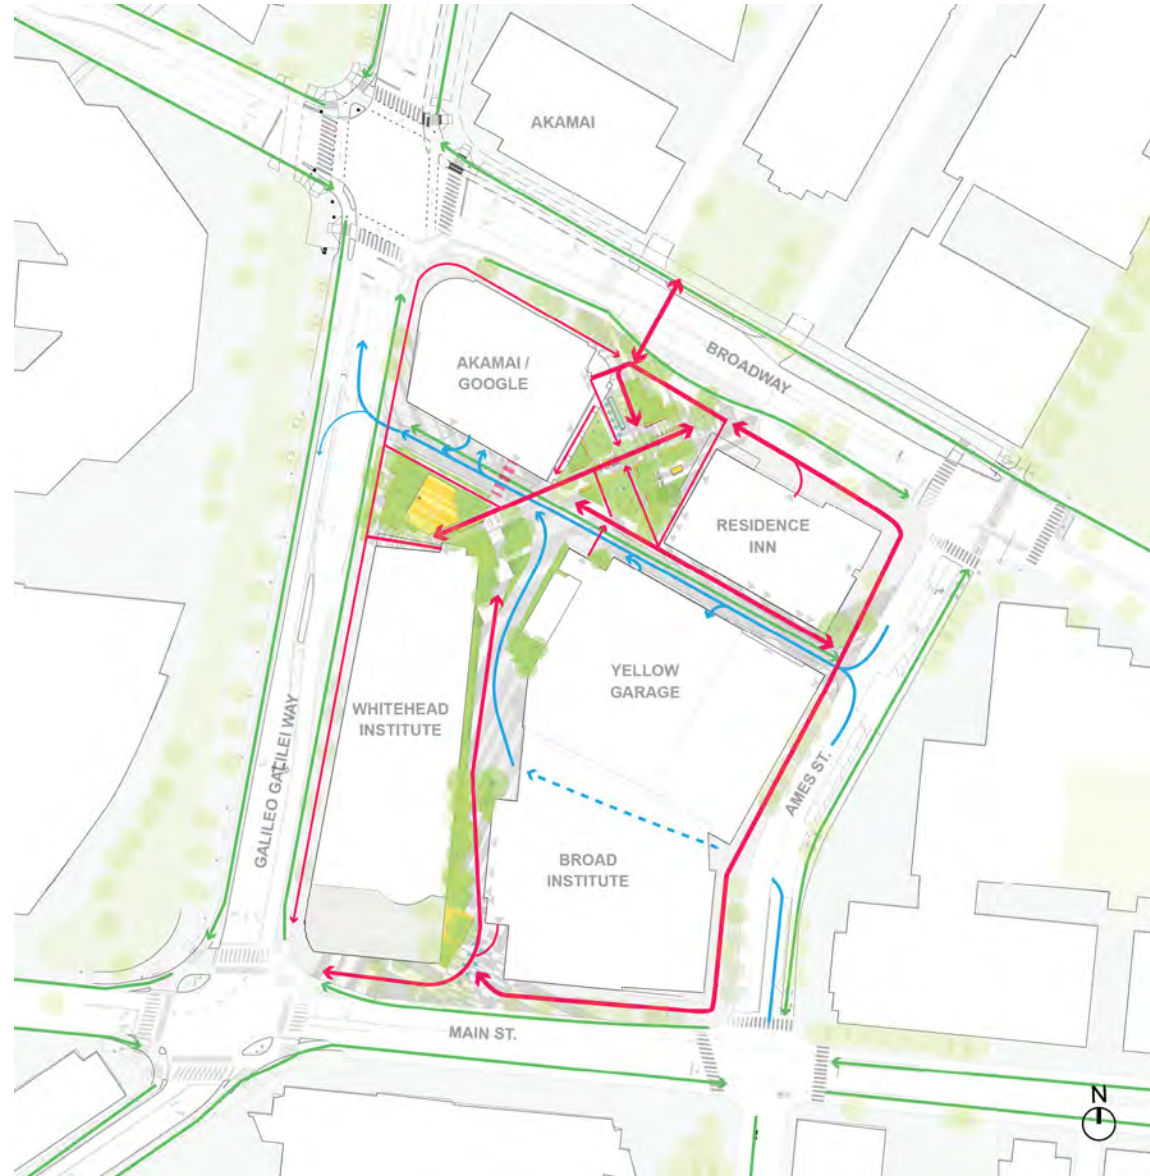 AKAMAI
BROADWAY
AKAMAI /
GOOGLE
RESIDENCE
INN
YELLOW
GARAGE
WHITEHEAD
INSTITUTE
GALILEO GALILEI WAY
AMES ST.
BROAD
INSTITUTE
MAIN ST.
N